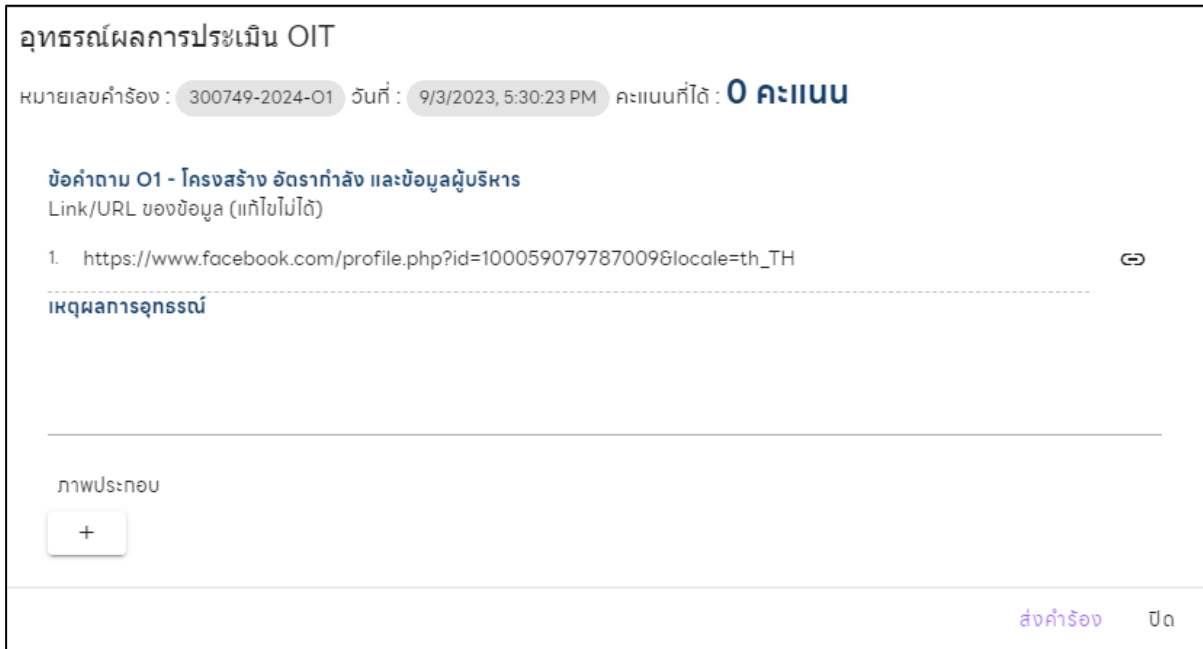 อุทธรณ์ผลการประเมิน OIT
หมายเลขคำร้อง : 300749-2024-O1 วันที่ : 9/3/2023, 5:30:23 PM คะแนนที่ได้ : 0 คะแนน
ข้อคำถาม O1 - โครงสร้าง อัตรากำลัง และข้อมูลผู้บริหาร
Link/URL ของข้อมูล (แก้ไขไม่ได้)
1. https://www.facebook.com/profile.php?id=100059079787009&locale=th_TH
เหตุผลการอุทธรณ์
ภาพประกอบ
+
ส่งคำร้อง ปิด